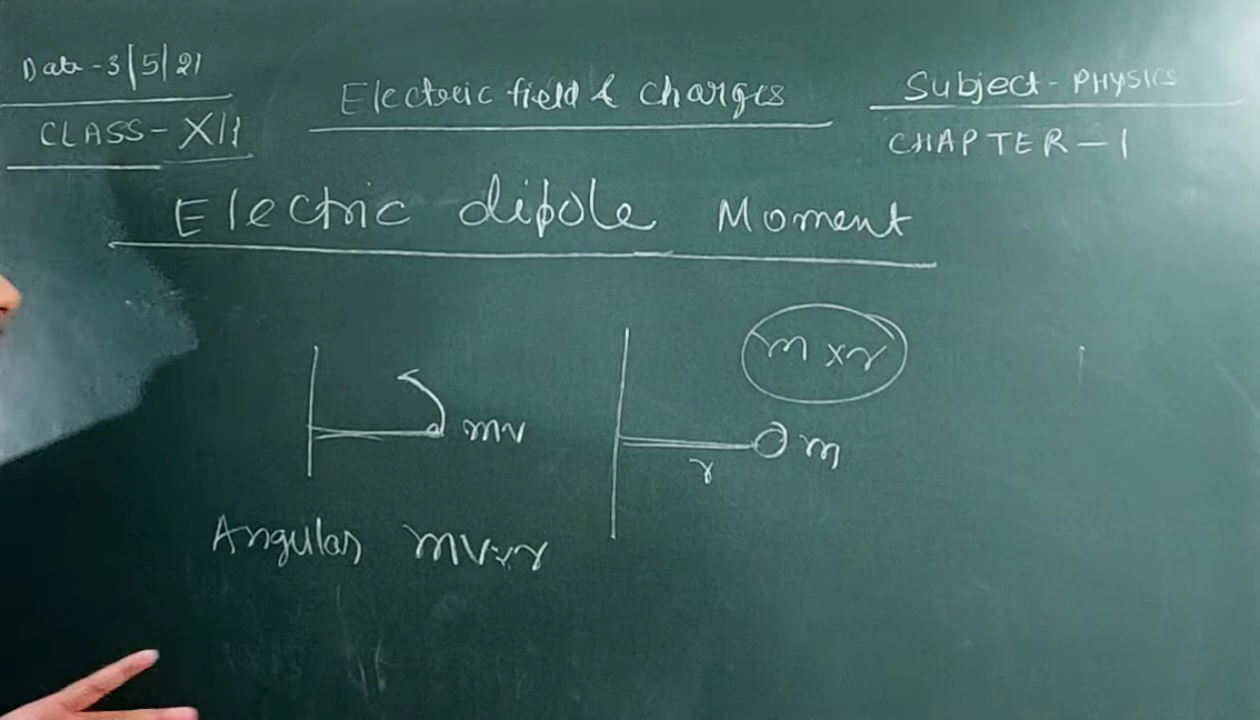 Date - 3/5/21
CLASS - XII
Electric field & charges
Subject - PHYSICS
CHAPTER - 1
Electric dipole Moment
mv
Angular mv×r
m × r
r
m